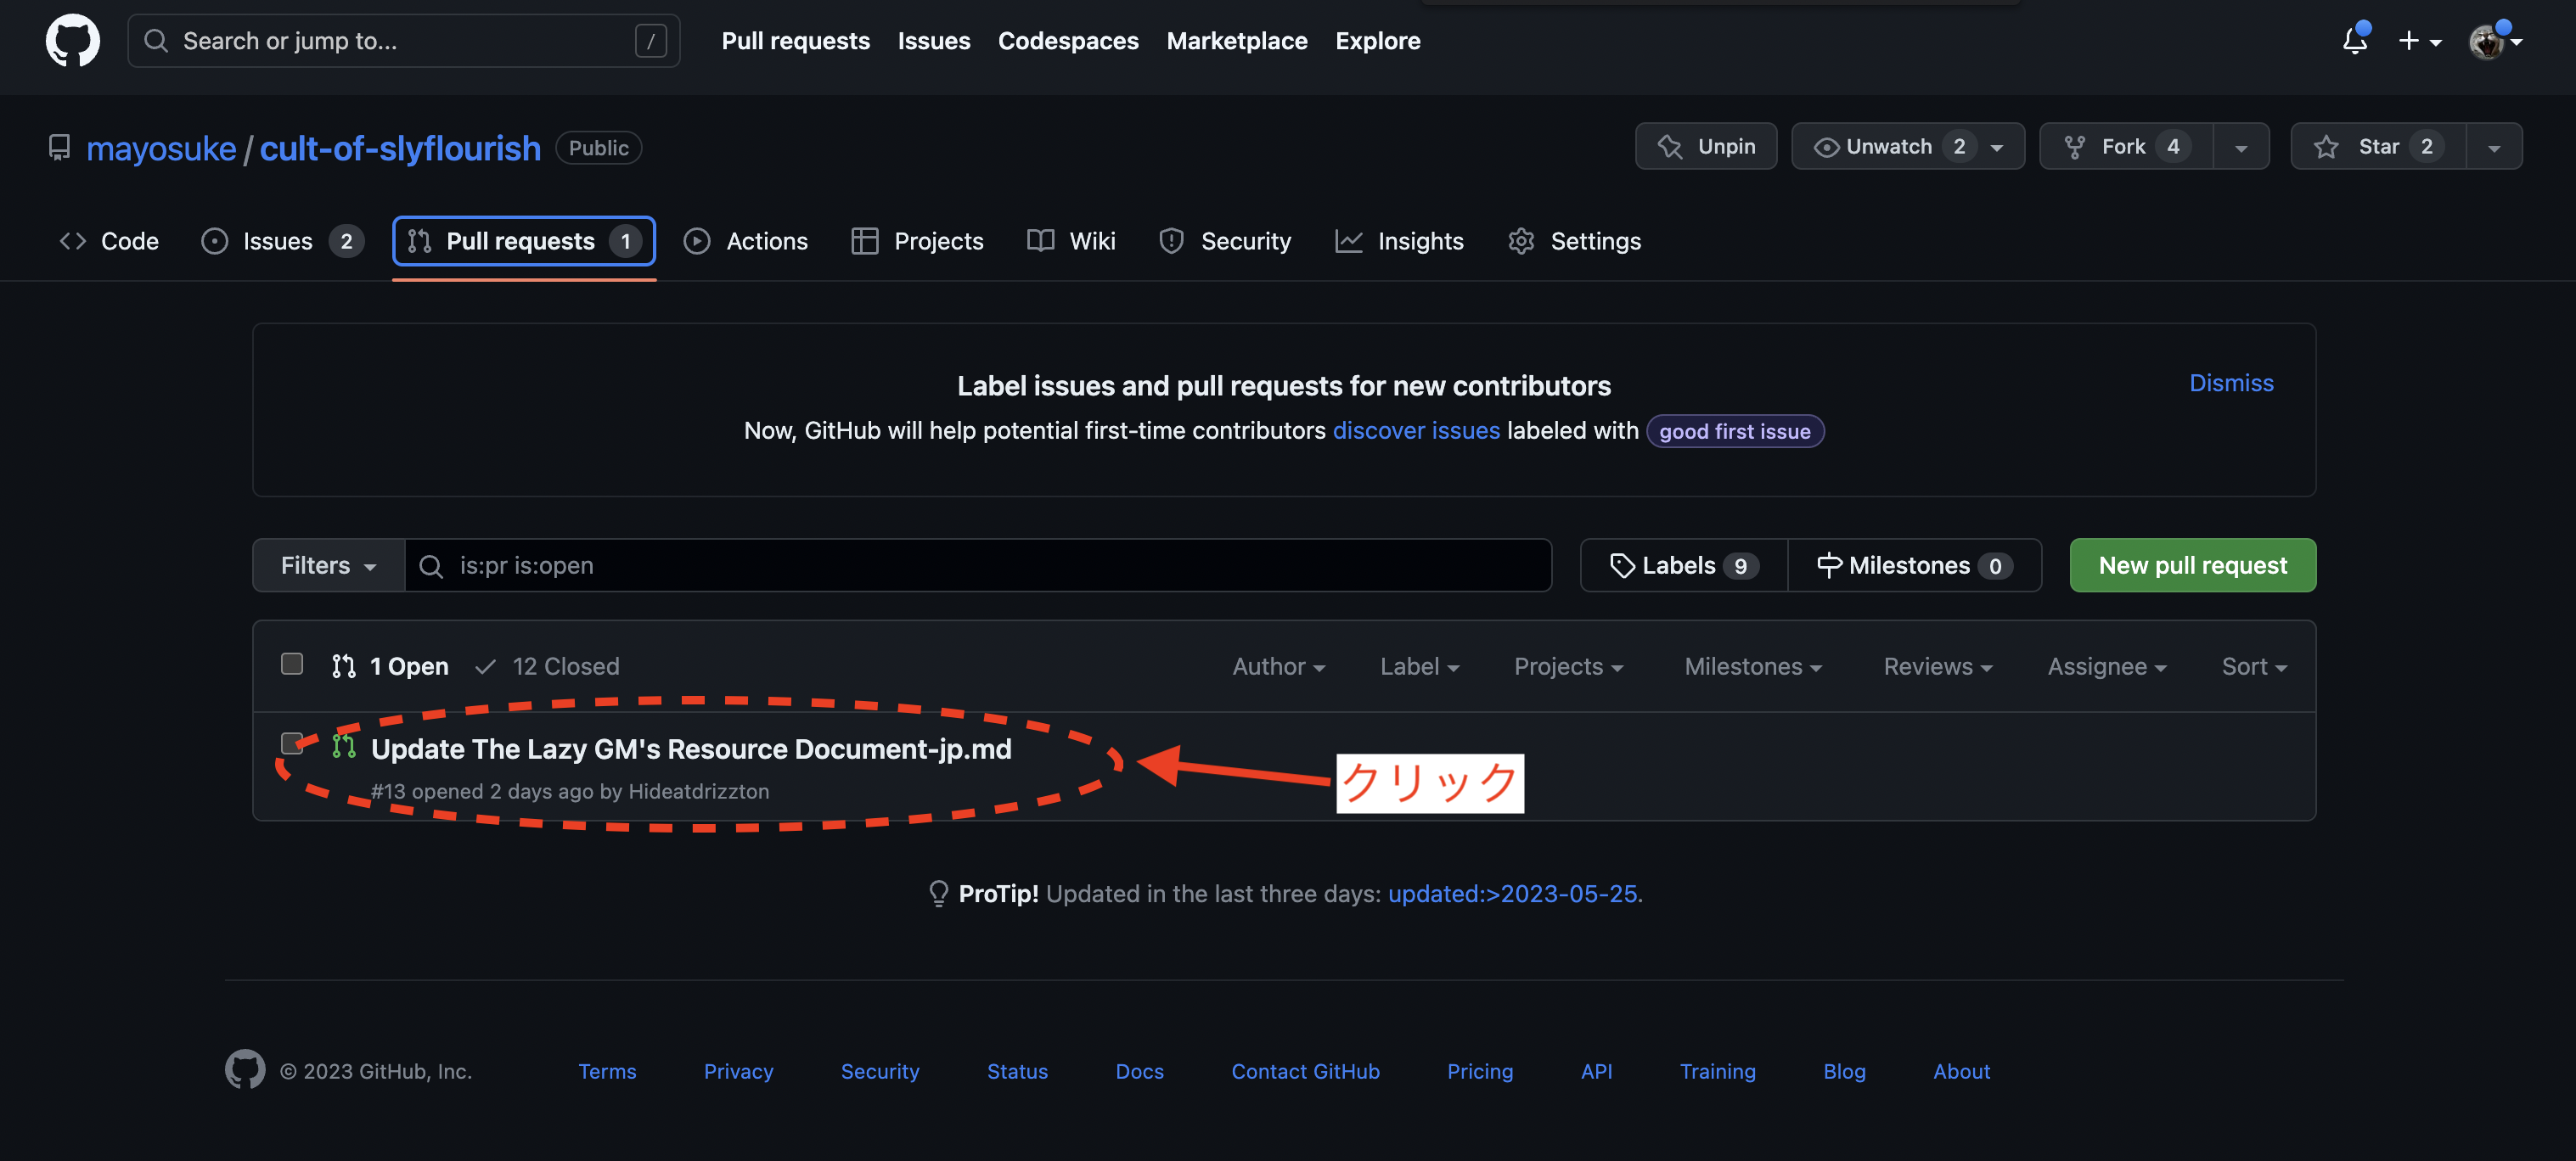 Search or jump to... / Pull requests Issues Codespaces Marketplace Explore
mayosuke / cult-of-slyflourish Public Unpin Unwatch 2 Fork 4 Star 2
Code Issues 2 Pull requests 1 Actions Projects Wiki Security Insights Settings
Label issues and pull requests for new contributors
Dismiss
Now, GitHub will help potential first-time contributors discover issues labeled with good first issue
Filters is:pr is:open Labels 9 Milestones 0 New pull request
1 Open 12 Closed Author Label Projects Milestones Reviews Assignee Sort
Update The Lazy GM's Resource Document-jp.md
クリック
#13 opened 2 days ago by Hideatdrizzton
ProTip! Updated in the last three days: updated:>2023-05-25.
© 2023 GitHub, Inc. Terms Privacy Security Status Docs Contact GitHub Pricing API Training Blog About